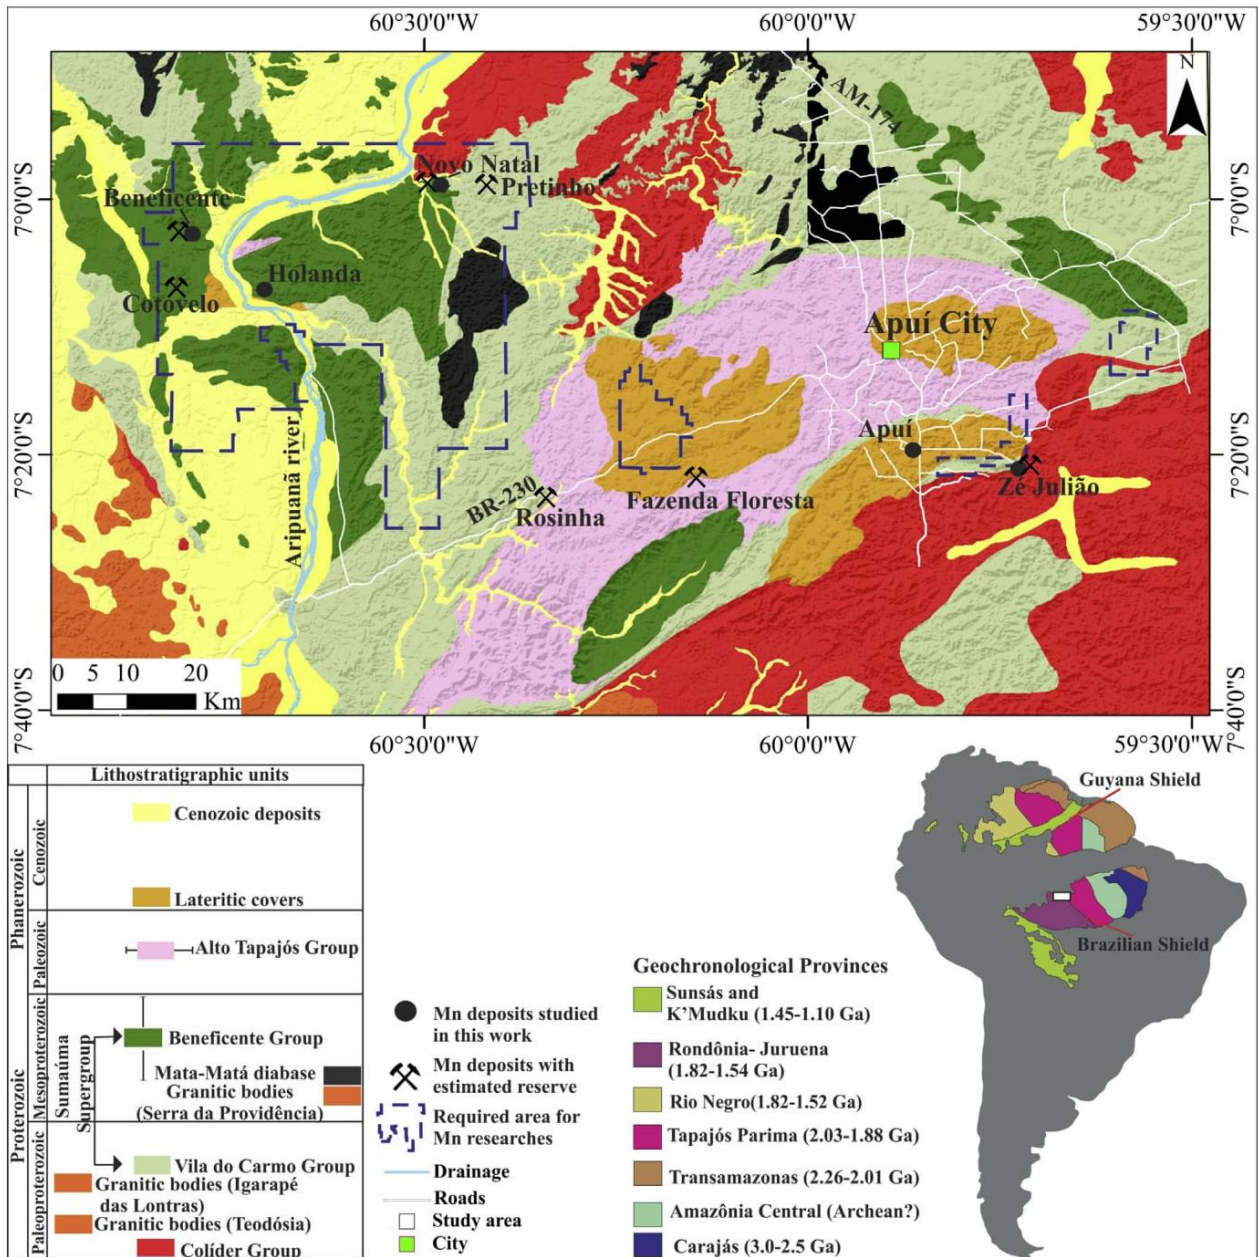 60°30'0"W
60°00'0"W
59°30'0"W
N
AM-174
Novo Natal
Pretinho
Beneficente
7°0'0"S
7°0'0"S
Holanda
Cotovelo
Apuí City
Apuí
7°20'0"S
7°20'0"S
Zé Julião
Fazenda Floresta
BR-230
Rosinha
Aripuanã river
0 5 10 20
Km
7°40'0"S
7°40'0"S
60°30'0"W
60°00'0"W
59°30'0"W
Lithostratigraphic units
Phanerozoic
Cenozoic
Cenozoic deposits
Lateritic covers
Paleozoic
Alto Tapajós Group
Proterozoic
Mesoproterozoic
Sumaúma
Supergroup
Beneficente Group
Mata-Matá diabase
Granitic bodies
(Serra da Providência)
Paleoproterozoic
Vila do Carmo Group
Granitic bodies (Igarapé
das Lontras)
Granitic bodies (Teodósia)
Colíder Group
Mn deposits studied
in this work
Mn deposits with
estimated reserve
Required area for
Mn researches
Drainage
Roads
Study area
City
Geochronological Provinces
Sunsás and
K'Mudku (1.45-1.10 Ga)
Rondônia- Juruena
(1.82-1.54 Ga)
Rio Negro(1.82-1.52 Ga)
Tapajós Parima (2.03-1.88 Ga)
Transamazonas (2.26-2.01 Ga)
Amazônia Central (Archean?)
Carajás (3.0-2.5 Ga)
Guyana Shield
Brazilian Shield